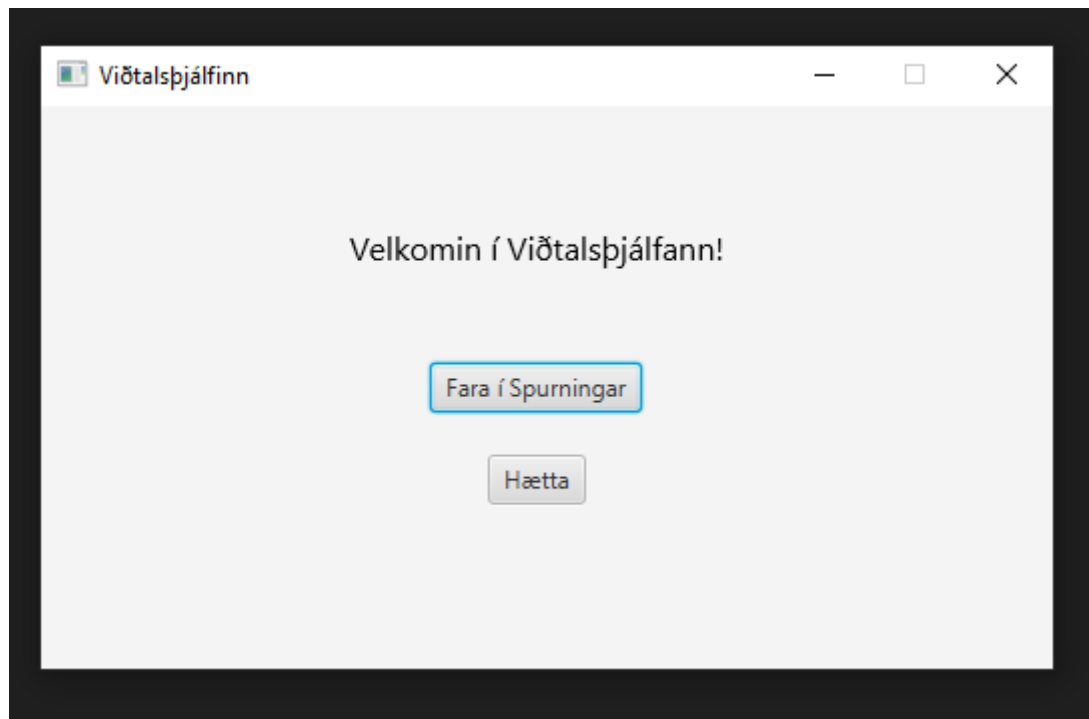 Viðtalsþjálfinn
Velkomin í Viðtalsþjálfann!
Fara í Spurningar
Hætta